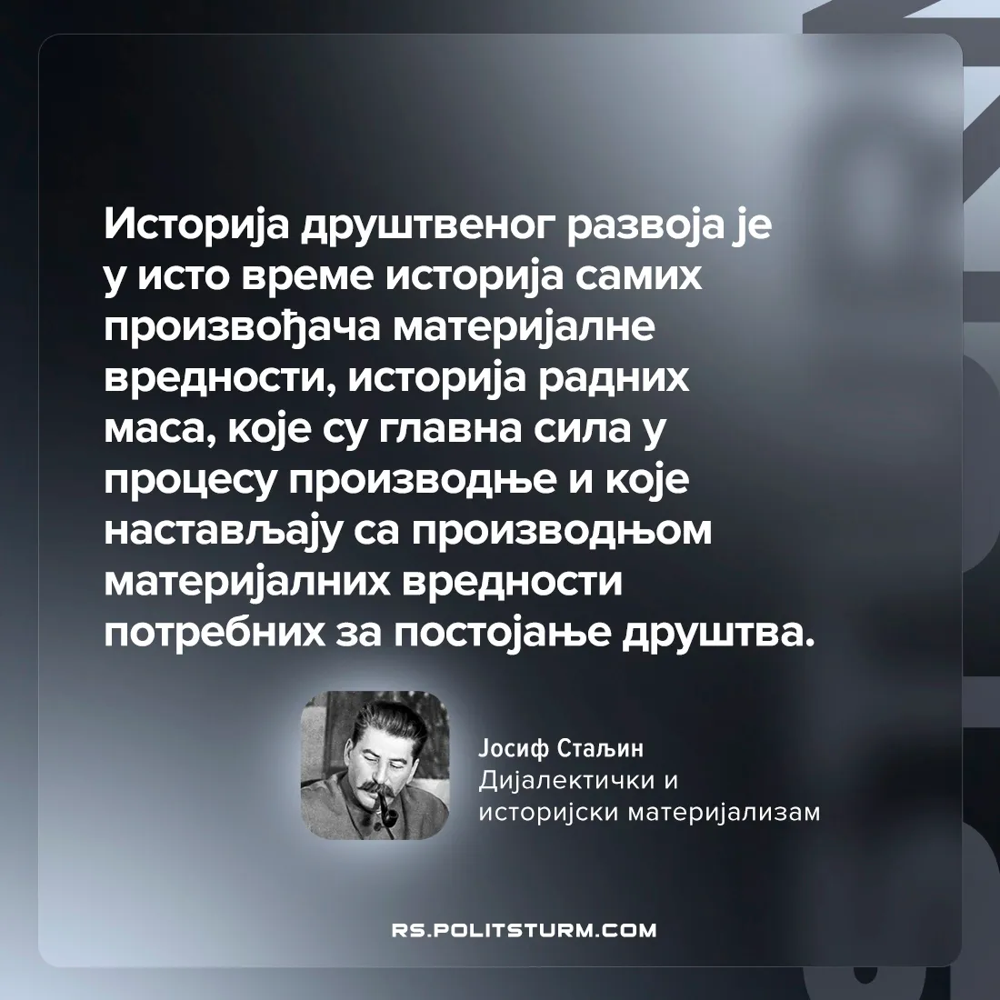 Историја друштвеног развоја је
у исто време историја самих
произвођача материјалне
вредности, историја радних
маса, које су главна сила у
процесу производње и које
настављају са производњом
материјалних вредности
потребних за постојање друштва.
Јосиф Стаљин
Дијалектички и
историјски материјализам
RS.POLITSTURM.COM